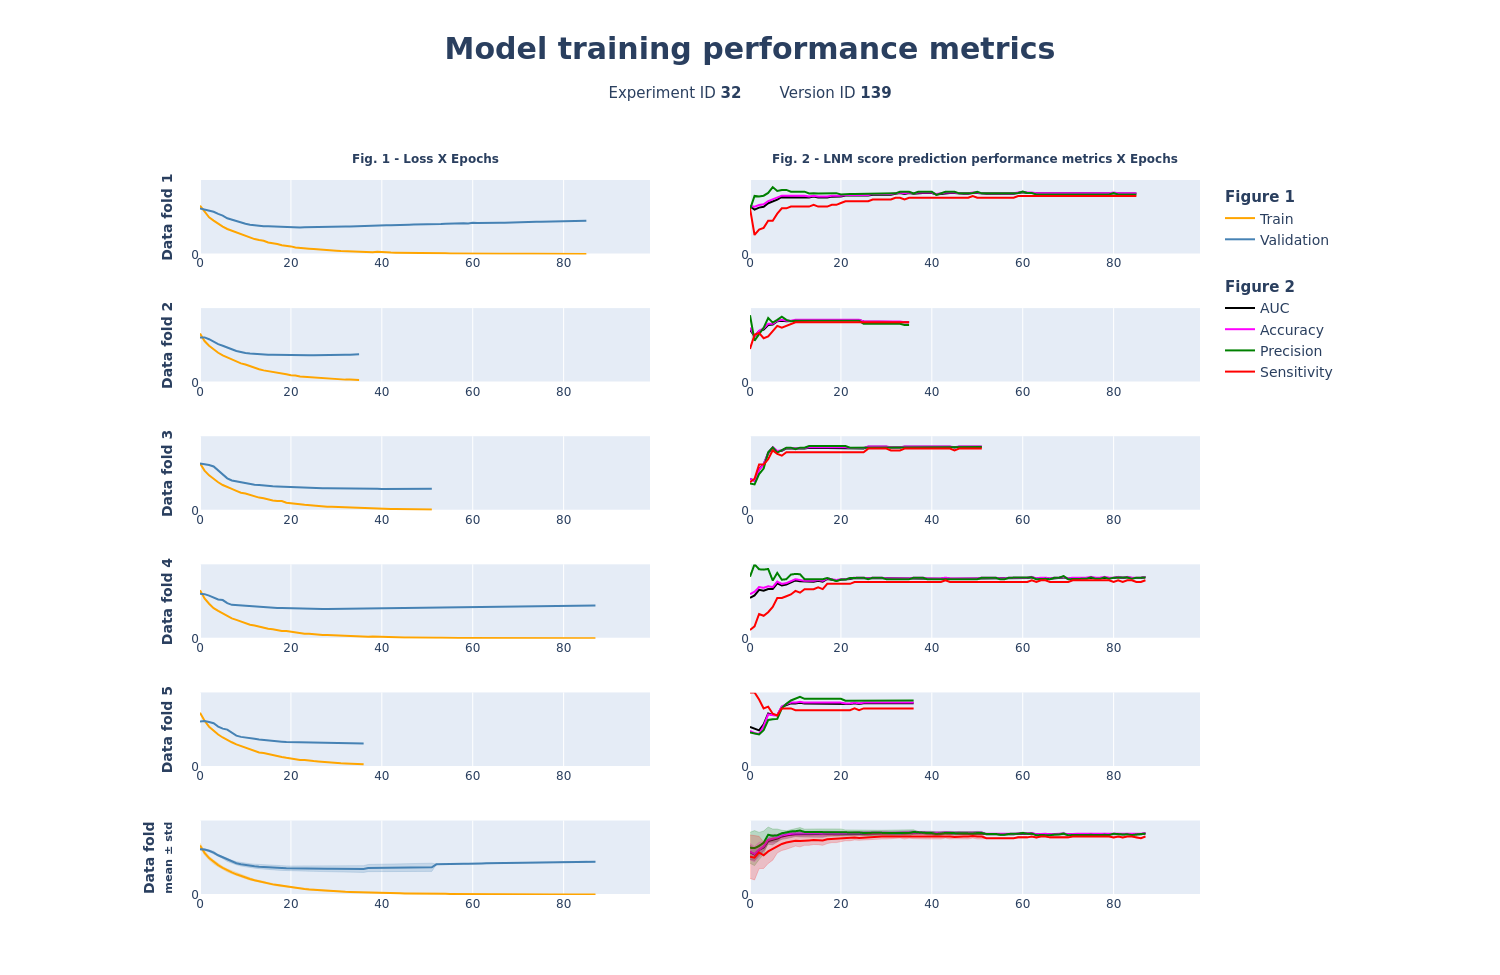 Model training performance metrics
Experiment ID 32 Version ID 139
Fig. 1 - Loss X Epochs
Fig. 2 - LNM score prediction performance metrics X Epochs
Data fold 1
0
0 20 40 60 80
0
0 20 40 60 80
Figure 1
Train
Validation
Figure 2
AUC
Accuracy
Precision
Sensitivity
Data fold 2
0
0 20 40 60 80
0
0 20 40 60 80
Data fold 3
0
0 20 40 60 80
0
0 20 40 60 80
Data fold 4
0
0 20 40 60 80
0
0 20 40 60 80
Data fold 5
0
0 20 40 60 80
0
0 20 40 60 80
Data fold
mean ± std
0
0 20 40 60 80
0
0 20 40 60 80